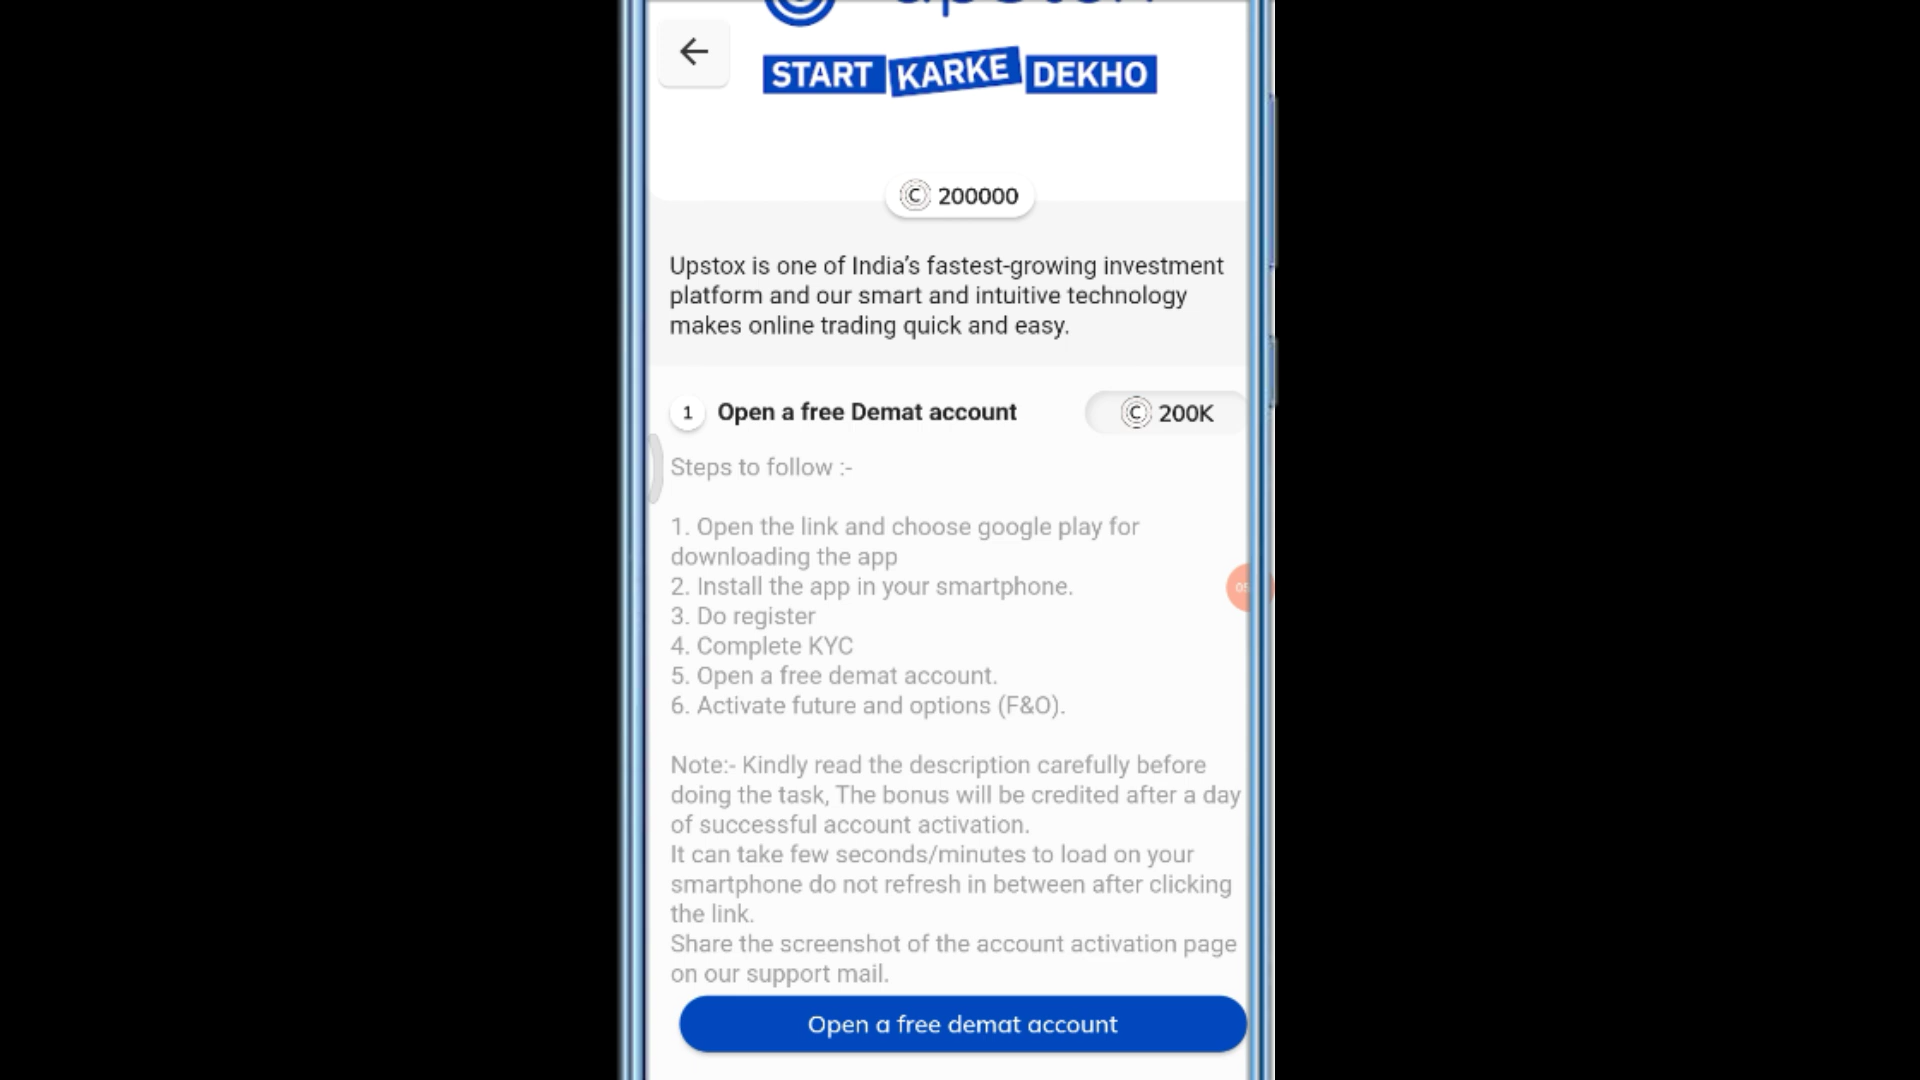 upstox
START KARKE DEKHO
200000
Upstox is one of India’s fastest-growing investment
platform and our smart and intuitive technology
makes online trading quick and easy.
1 Open a free Demat account
200K
Steps to follow :-
1. Open the link and choose google play for
downloading the app
2. Install the app in your smartphone.
3. Do register
4. Complete KYC
5. Open a free demat account.
6. Activate future and options (F&O).
Note:- Kindly read the description carefully before
doing the task, The bonus will be credited after a day
of successful account activation.
It can take few seconds/minutes to load on your
smartphone do not refresh in between after clicking
the link.
Share the screenshot of the account activation page
on our support mail.
Open a free demat account